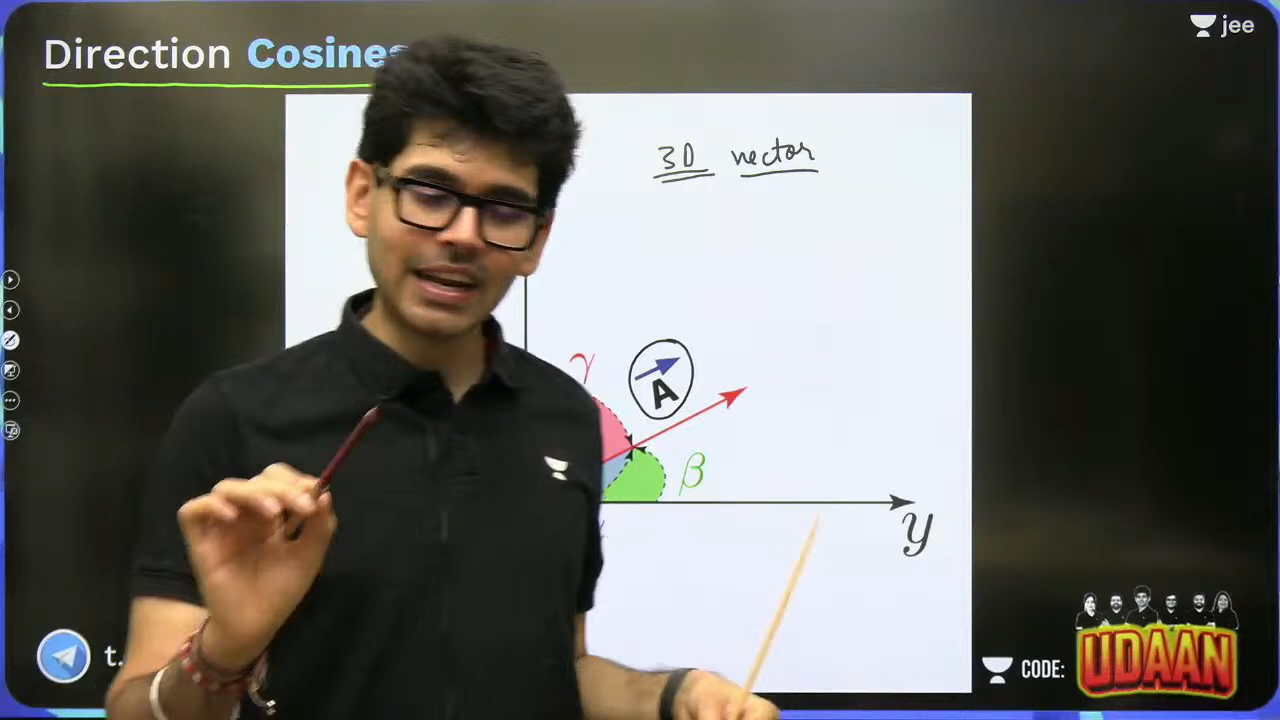 jee
Direction Cosines
3D vector
γ
A
β
y
t.
CODE:
UDAAN